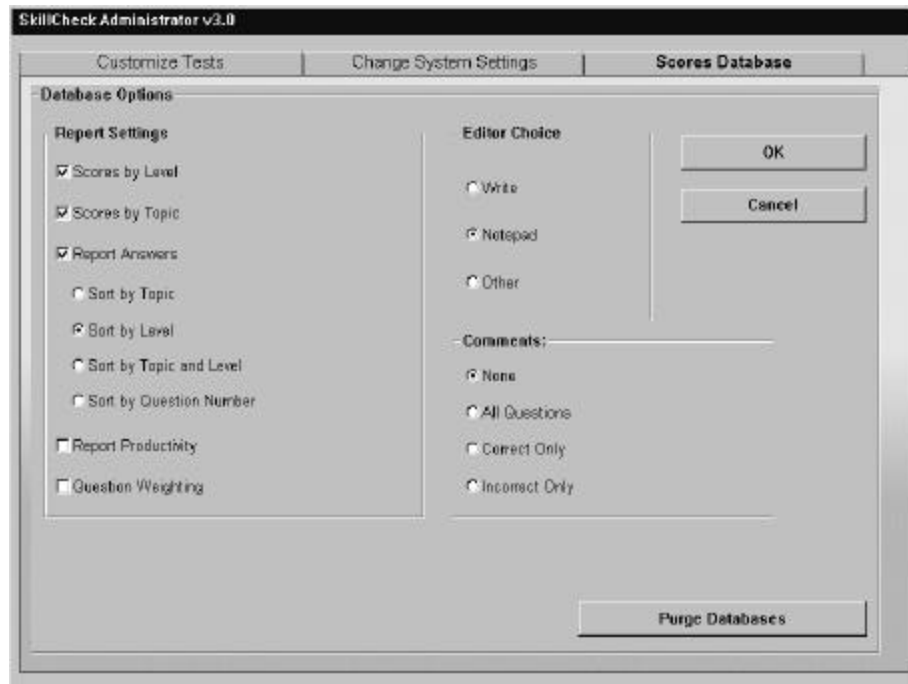 SkillCheck Administrator v3.0
Customize Tests
Change System Settings
Scores Database
Database Options
Report Settings
Scores by Level
Scores by Topic
Report Answers
Sort by Topic
Sort by Level
Sort by Topic and Level
Sort by Question Number
Report Productivity
Question Weighting
Editor Choice
Write
Notepad
Other
Comments:
None
All Questions
Correct Only
Incorrect Only
OK
Cancel
Purge Databases